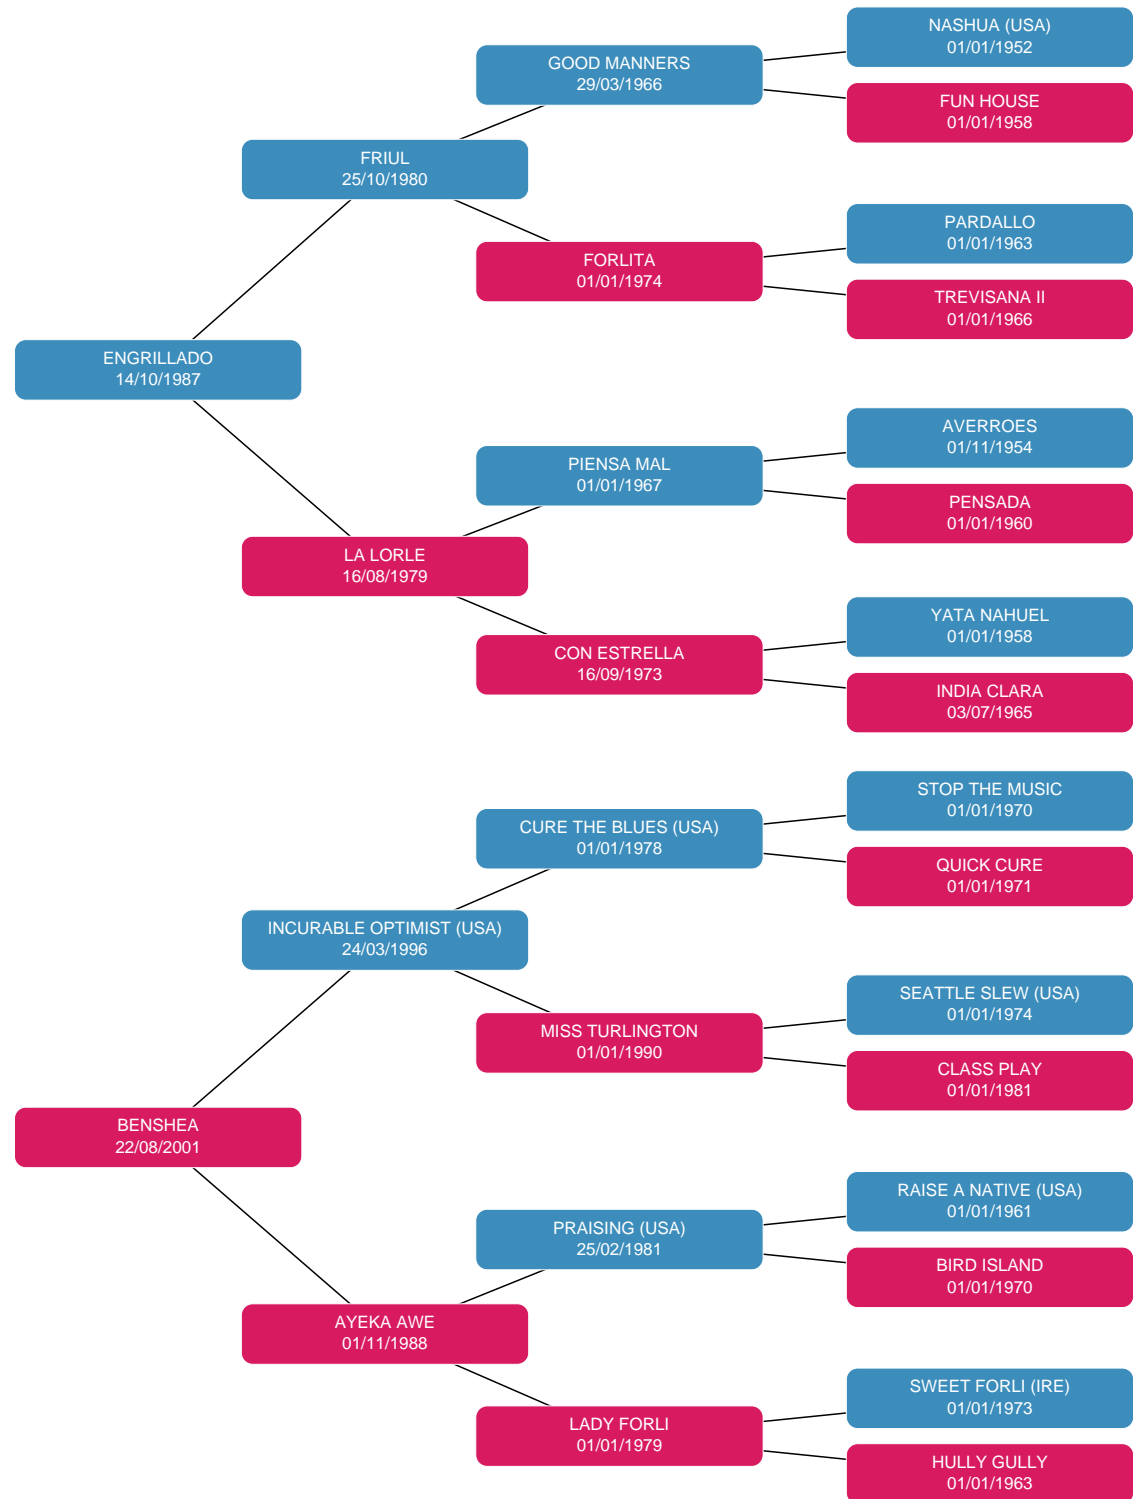 NASHUA (USA)
01/01/1952
GOOD MANNERS
29/03/1966
FUN HOUSE
01/01/1958
FRIUL
25/10/1980
PARDALLO
01/01/1963
FORLITA
01/01/1974
TREVISANA II
01/01/1966
ENGRILLADO
14/10/1987
AVERROES
01/11/1954
PIENSA MAL
01/01/1967
PENSADA
01/01/1960
LA LORLE
16/08/1979
YATA NAHUEL
01/01/1958
CON ESTRELLA
16/09/1973
INDIA CLARA
03/07/1965
STOP THE MUSIC
01/01/1970
CURE THE BLUES (USA)
01/01/1978
QUICK CURE
01/01/1971
INCURABLE OPTIMIST (USA)
24/03/1996
SEATTLE SLEW (USA)
01/01/1974
MISS TURLINGTON
01/01/1990
CLASS PLAY
01/01/1981
BENSHEA
22/08/2001
RAISE A NATIVE (USA)
01/01/1961
PRAISING (USA)
25/02/1981
BIRD ISLAND
01/01/1970
AYEKA AWE
01/11/1988
SWEET FORLI (IRE)
01/01/1973
LADY FORLI
01/01/1979
HULLY GULLY
01/01/1963